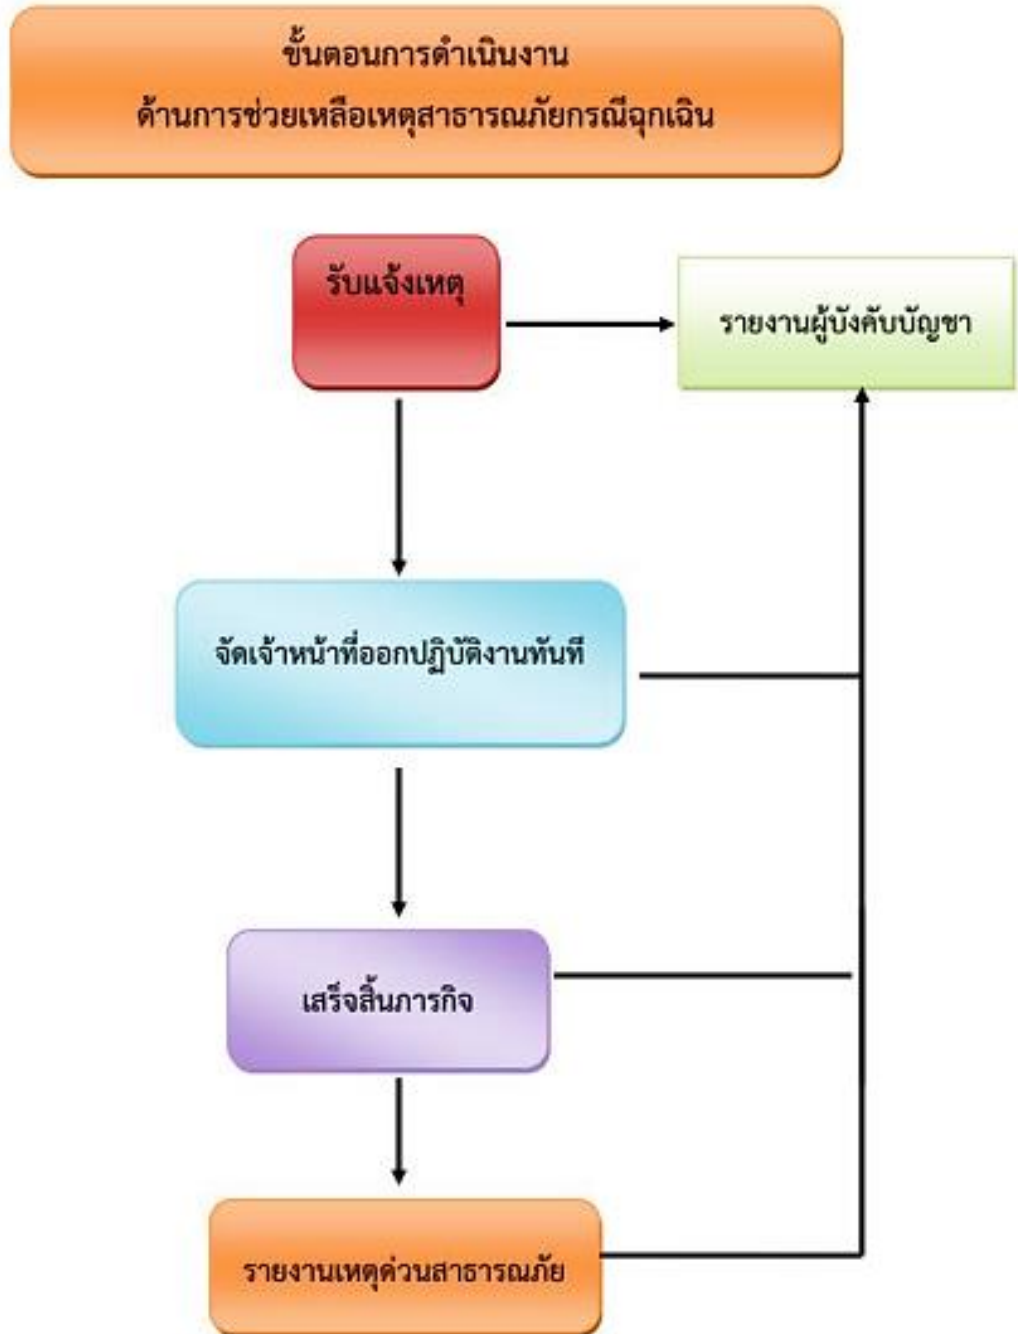 ขั้นตอนการดำเนินงาน
ด้านการช่วยเหลือเหตุสาธารณภัยกรณีฉุกเฉิน
รับแจ้งเหตุ
รายงานผู้บังคับบัญชา
จัดเจ้าหน้าที่ออกปฏิบัติงานทันที
เสร็จสิ้นภารกิจ
รายงานเหตุด่วนสาธารณภัย